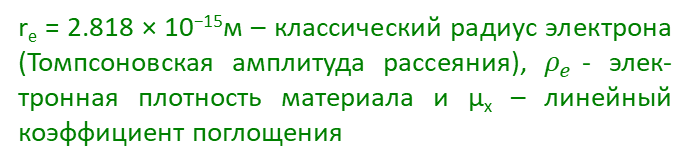 rₑ = 2.818 × 10⁻¹⁵м – классический радиус электрона
(Томпсоновская амплитуда рассеяния), ρₑ - элек-
тронная плотность материала и μₓ – линейный
коэффициент поглощения